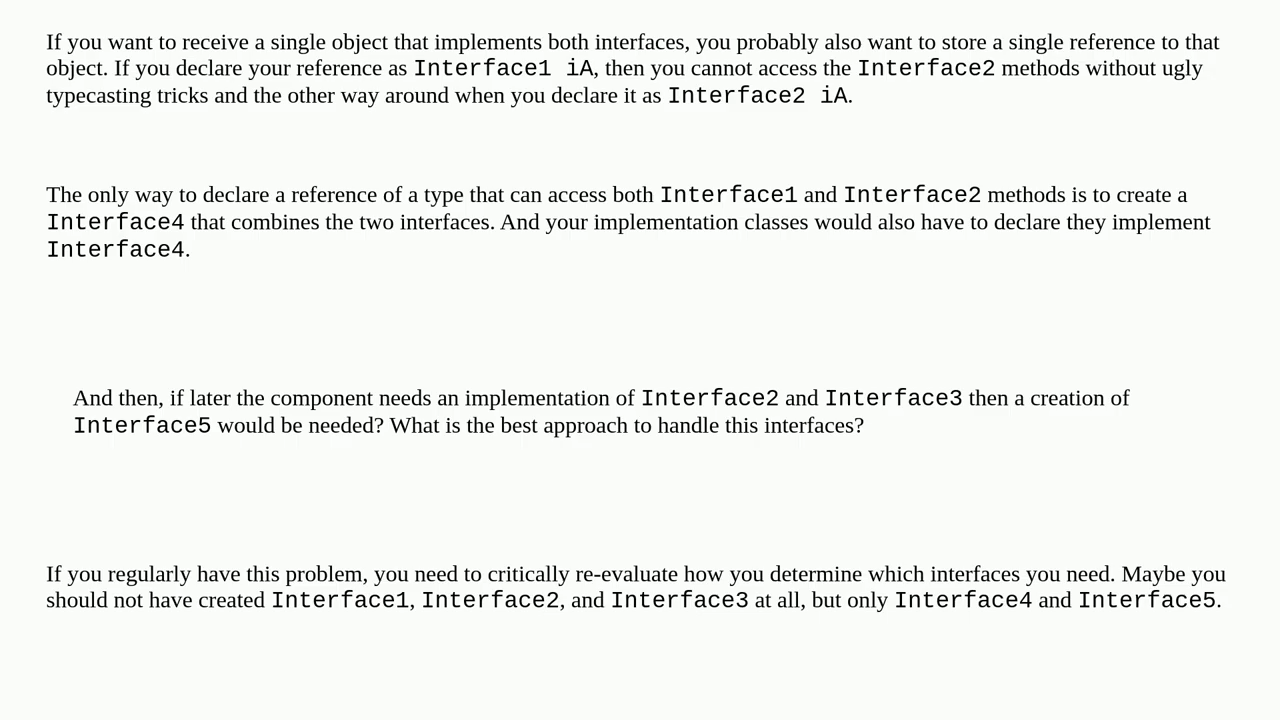 If you want to receive a single object that implements both interfaces, you probably also want to store a single reference to that
object. If you declare your reference as Interface1 iA, then you cannot access the Interface2 methods without ugly
typecasting tricks and the other way around when you declare it as Interface2 iA.
The only way to declare a reference of a type that can access both Interface1 and Interface2 methods is to create a
Interface4 that combines the two interfaces. And your implementation classes would also have to declare they implement
Interface4.
And then, if later the component needs an implementation of Interface2 and Interface3 then a creation of
Interface5 would be needed? What is the best approach to handle this interfaces?
If you regularly have this problem, you need to critically re-evaluate how you determine which interfaces you need. Maybe you
should not have created Interface1, Interface2, and Interface3 at all, but only Interface4 and Interface5.